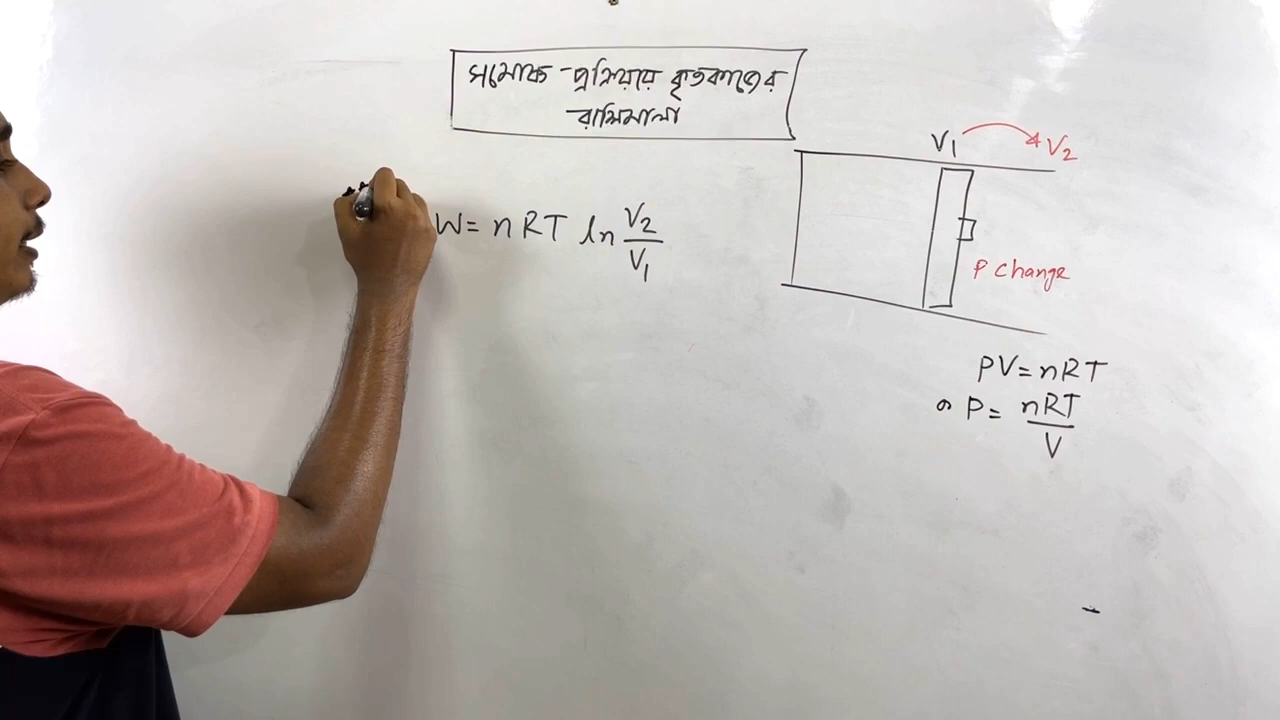 সমোষ্ণ প্রক্রিয়ায় কৃতকাজের
রাশিমালা
V₁ V₂
W = nRT ln V₂/V₁
P change
PV = nRT
P = nRT/V